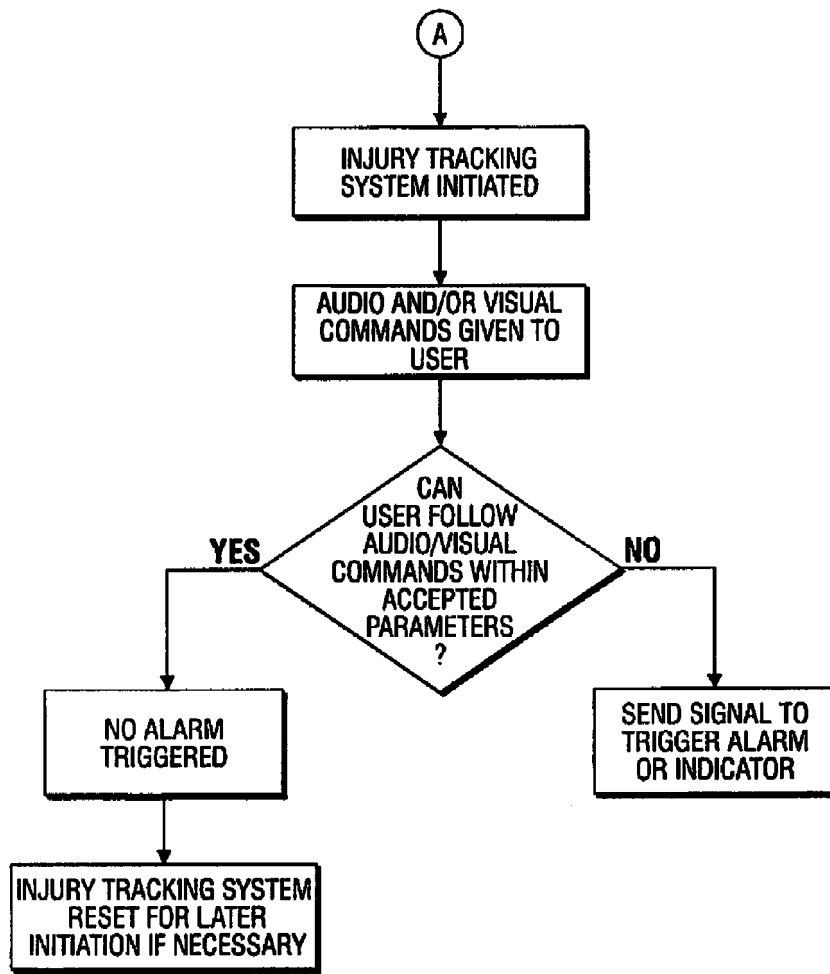 A
INJURY TRACKING
SYSTEM INITIATED
AUDIO AND/OR VISUAL
COMMANDS GIVEN TO
USER
CAN
USER FOLLOW
AUDIO/VISUAL
COMMANDS WITHIN
ACCEPTED
PARAMETERS
?
YES
NO
NO ALARM
TRIGGERED
SEND SIGNAL TO
TRIGGER ALARM
OR INDICATOR
INJURY TRACKING SYSTEM
RESET FOR LATER
INITIATION IF NECESSARY